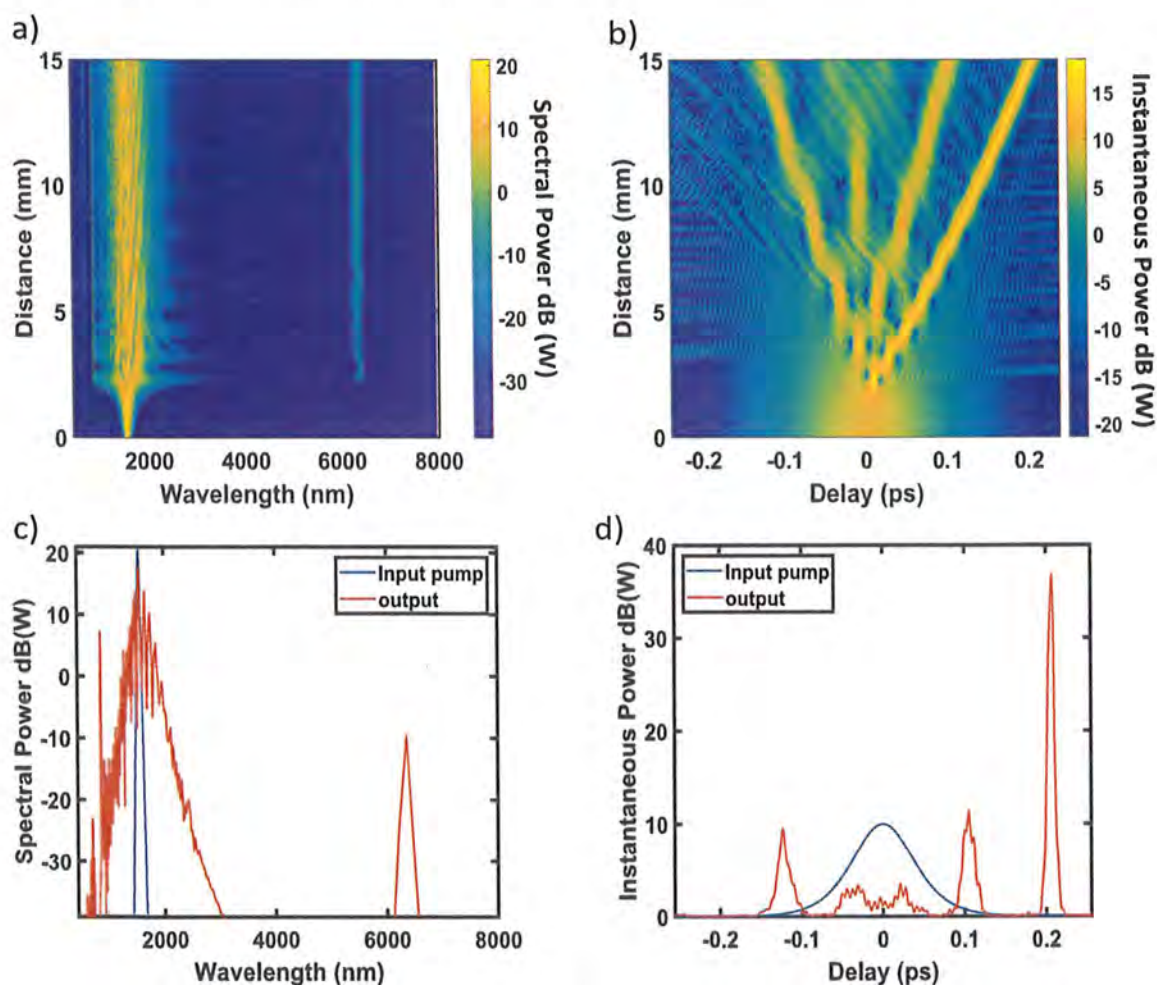 a)
15
10
5
0
Distance (mm)
2000
4000
6000
8000
Wavelength (nm)
20
10
0
-10
-20
-30
Spectral Power dB (W)
b)
15
10
5
0
Distance (mm)
-0.2
-0.1
0
0.1
0.2
Delay (ps)
15
10
5
0
-5
-10
-15
-20
Instantaneous Power dB (W)
c)
20
10
0
-10
-20
-30
Spectral Power dB(W)
Input pump
output
2000
4000
6000
8000
Wavelength (nm)
d)
40
30
20
10
0
Instantaneous Power dB(W)
Input pump
output
-0.2
-0.1
0
0.1
0.2
Delay (ps)